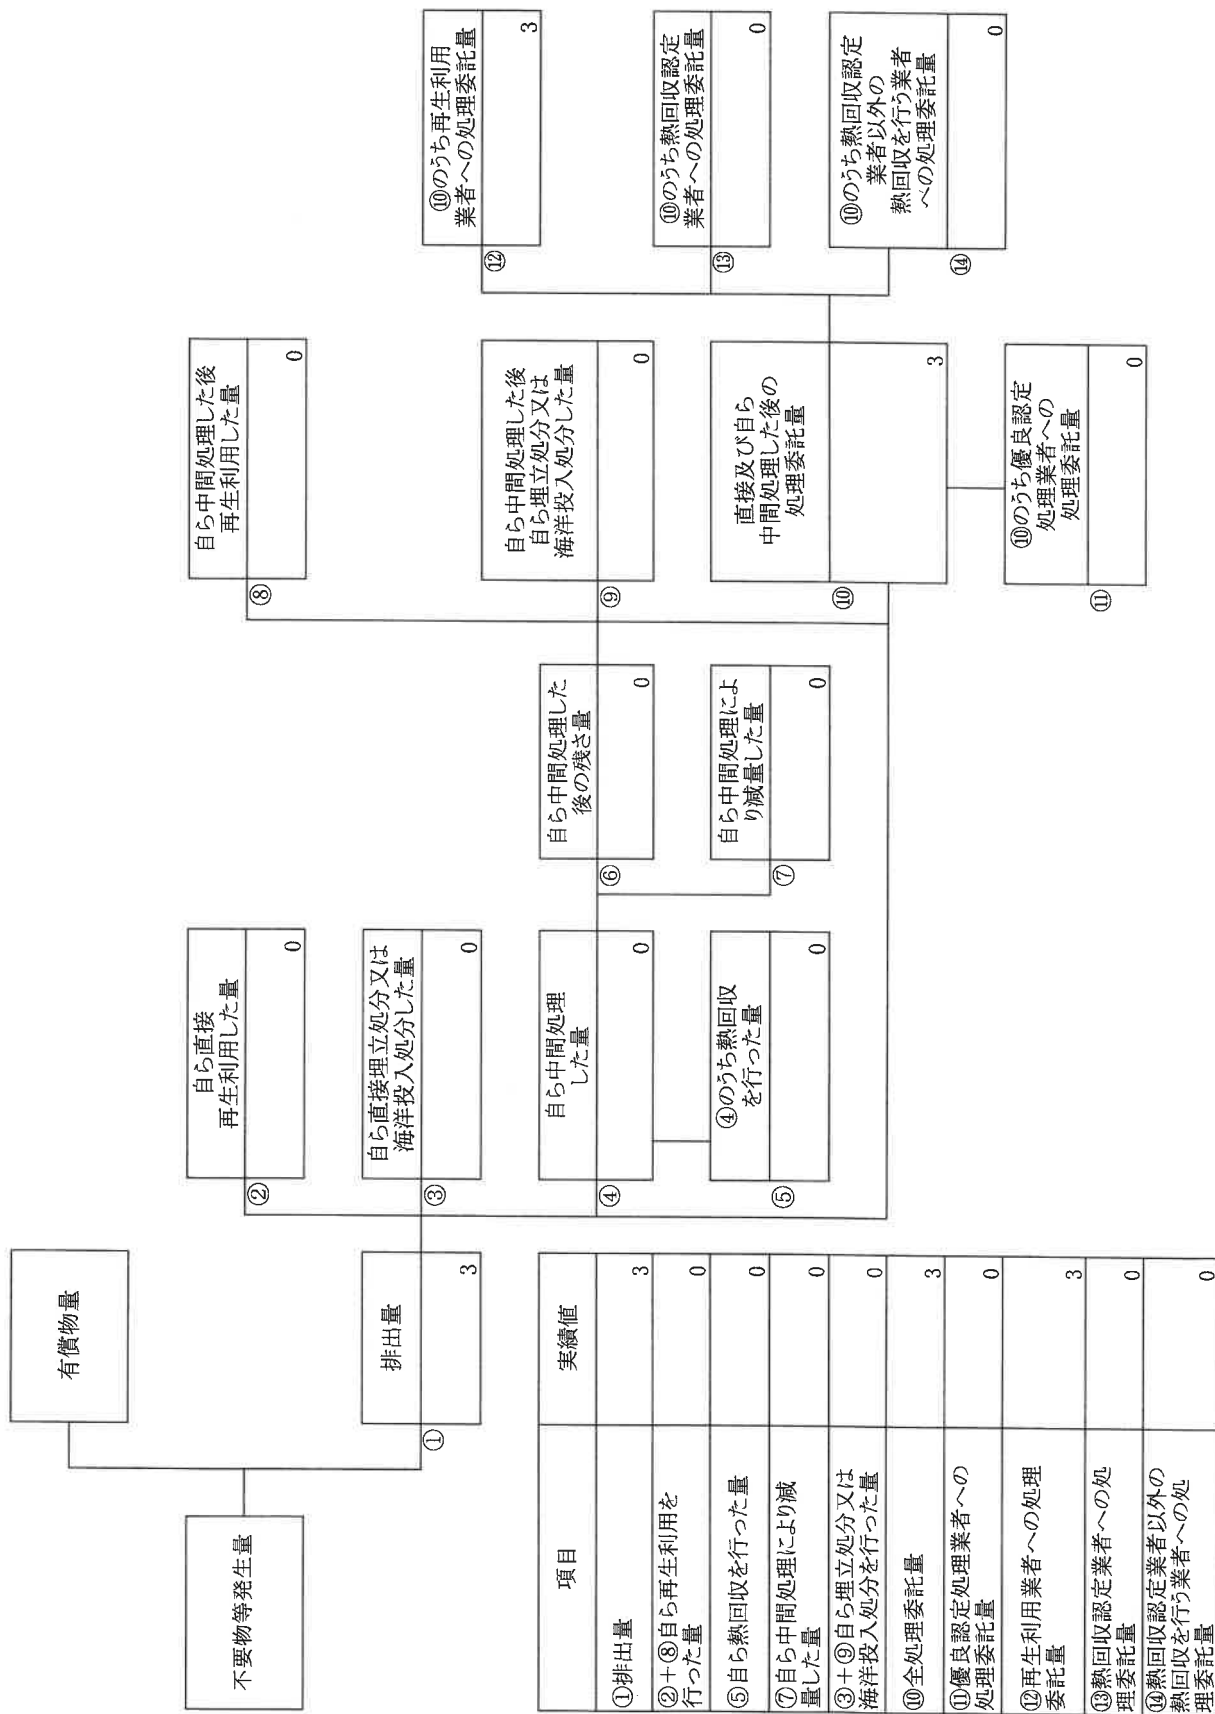 不要物等発生量
有償物量
①
排出量
3
②
自ら直接
再生利用した量
0
③
自ら直接埋立処分又は
海洋投入処分した量
0
④
自ら中間処理
した量
0
⑤
④のうち熱回収
を行った量
0
⑥
自ら中間処理した
後の残さ量
0
⑦
自ら中間処理によ
り減量した量
0
⑧
自ら中間処理した後
再生利用した量
0
⑨
自ら中間処理した後
自ら埋立処分又は
海洋投入処分した量
0
⑩
直接及び自ら
中間処理した後の
処理委託量
3
⑪
⑩のうち優良認定
処理業者への
処理委託量
0
⑫
⑩のうち再生利用
業者への処理委託量
3
⑬
⑩のうち熱回収認定
業者への処理委託量
0
⑭
⑩のうち熱回収認定
業者以外の
熱回収を行う業者
への処理委託量
0
項目
実績値
①排出量
3
②+⑧自ら再生利用を
行った量
0
⑤自ら熱回収を行った量
0
⑦自ら中間処理により減
量した量
0
③+⑨自ら埋立処分又は
海洋投入処分を行った量
0
⑩全処理委託量
3
⑪優良認定処理業者への
処理委託量
0
⑫再生利用業者への処理
委託量
3
⑬熱回収認定業者への処
理委託量
0
⑭熱回収認定業者以外の
熱回収を行う業者への処
理委託量
0